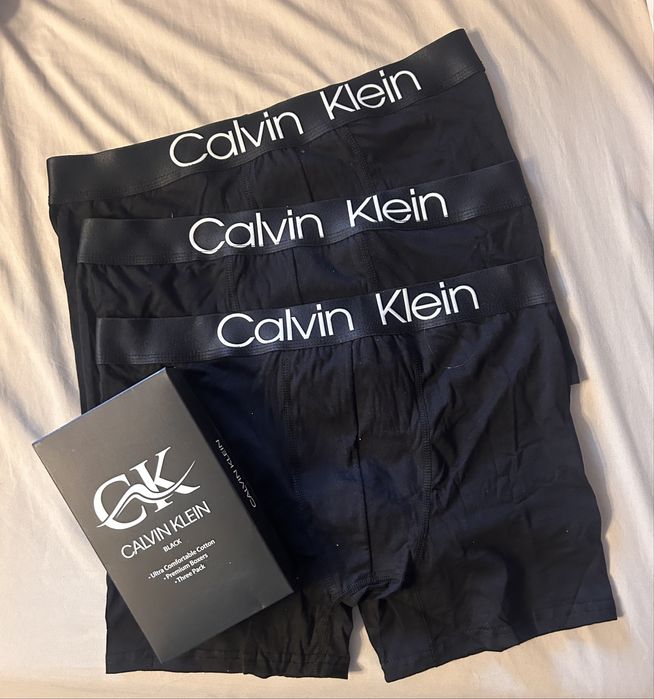 Calvin Klein
Calvin Klein
Calvin Klein
CK
CALVIN KLEIN
BLACK
- Ultra Comfortable Cotton
- Premium Boxers
- Three Pack
CALVIN KLEIN